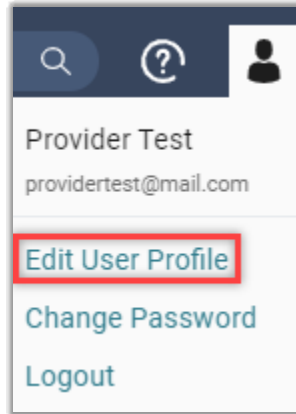 Provider Test
providertest@mail.com
Edit User Profile
Change Password
Logout